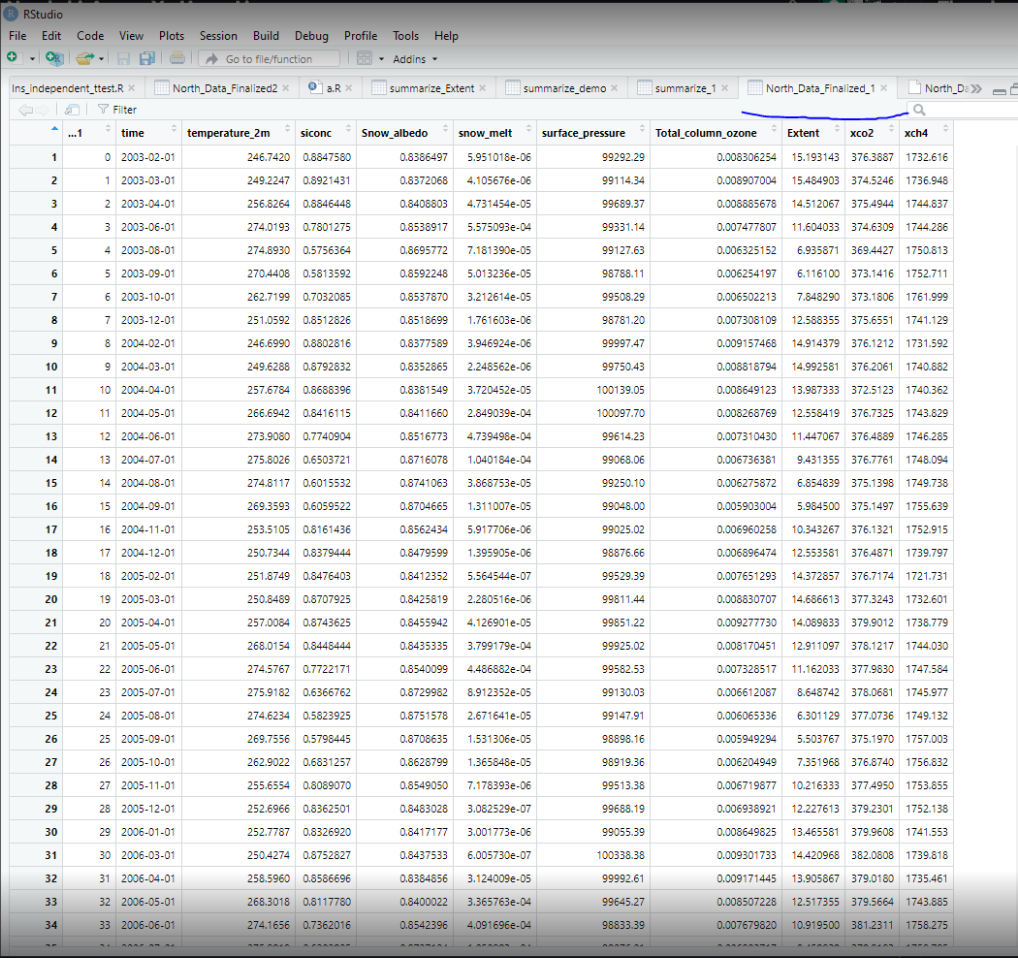 RStudio
File Edit Code View Plots Session Build Debug Profile Tools Help
Go to file/function Addins
Ins_independent_ttest.R North_Data_Finalized2 a.R summarize_Extent summarize_demo summarize_1 North_Data_Finalized_1 North_Da
Filter
...1 time temperature_2m siconc Snow_albedo snow_melt surface_pressure Total_column_ozone Extent xco2 xch4
1 0 2003-02-01 246.7420 0.8847580 0.8386497 5.951018e-06 99292.29 0.008306254 15.193143 376.3887 1732.616
2 1 2003-03-01 249.2247 0.8921431 0.8372068 4.105676e-06 99114.34 0.008907004 15.484903 374.5246 1736.948
3 2 2003-04-01 256.8264 0.8846448 0.8408803 4.731454e-05 99689.37 0.008885678 14.512067 375.4944 1744.837
4 3 2003-06-01 274.0193 0.7801275 0.8538917 5.575093e-04 99331.14 0.007477807 11.604033 374.6309 1744.286
5 4 2003-08-01 274.8930 0.5756364 0.8695772 7.181390e-05 99127.63 0.006325152 6.935871 369.4427 1750.813
6 5 2003-09-01 270.4408 0.5813592 0.8592248 5.013236e-05 98788.11 0.006254197 6.116100 373.1416 1752.711
7 6 2003-10-01 262.7199 0.7032085 0.8537870 3.212614e-05 99508.29 0.006502213 7.848290 373.1806 1761.999
8 7 2003-12-01 251.0592 0.8512826 0.8518699 1.761603e-06 98781.20 0.007308109 12.588355 375.6551 1741.129
9 8 2004-02-01 246.6990 0.8802816 0.8377589 3.946924e-06 99997.47 0.009157468 14.914379 376.1212 1731.592
10 9 2004-03-01 249.6288 0.8792832 0.8352865 2.248562e-06 99750.43 0.008818794 14.992581 376.2061 1740.882
11 10 2004-04-01 257.6784 0.8688396 0.8381549 3.720452e-05 100139.05 0.008649123 13.987333 372.5123 1740.362
12 11 2004-05-01 266.6942 0.8416115 0.8411660 2.849039e-04 100097.70 0.008268769 12.558419 376.7325 1743.829
13 12 2004-06-01 273.9080 0.7740904 0.8516773 4.739498e-04 99614.23 0.007310430 11.447067 376.4889 1746.285
14 13 2004-07-01 275.8026 0.6503721 0.8716078 1.040184e-04 99068.06 0.006736381 9.431355 376.7761 1748.094
15 14 2004-08-01 274.8117 0.6015532 0.8741063 3.868753e-05 99250.10 0.006275872 6.854839 375.1398 1749.738
16 15 2004-09-01 269.3593 0.6059522 0.8704665 1.311007e-05 99048.00 0.005903004 5.984500 375.1497 1755.639
17 16 2004-11-01 253.5105 0.8161436 0.8562434 5.917706e-06 99025.02 0.006960258 10.343267 376.1321 1752.915
18 17 2004-12-01 250.7344 0.8379444 0.8479599 1.395905e-06 98876.66 0.006896474 12.553581 376.4871 1739.797
19 18 2005-02-01 251.8749 0.8476403 0.8412352 5.564544e-07 99529.39 0.007651293 14.372857 376.7174 1721.731
20 19 2005-03-01 250.8489 0.8707925 0.8425819 2.280516e-06 99811.44 0.008830707 14.686613 377.3243 1732.601
21 20 2005-04-01 257.0084 0.8743625 0.8455942 4.126901e-05 99851.22 0.009277730 14.089833 379.9012 1738.779
22 21 2005-05-01 268.0154 0.8448444 0.8435335 3.799179e-04 99925.02 0.008170451 12.911097 378.1217 1744.030
23 22 2005-06-01 274.5767 0.7722171 0.8540099 4.486882e-04 99582.53 0.007328517 11.162033 377.9830 1747.584
24 23 2005-07-01 275.9182 0.6366762 0.8729982 8.912352e-05 99130.03 0.006612087 8.648742 378.0681 1745.977
25 24 2005-08-01 274.6234 0.5823925 0.8751578 2.671641e-05 99147.91 0.006065336 6.301129 377.0736 1749.132
26 25 2005-09-01 269.7556 0.5798445 0.8708635 1.531306e-05 98898.16 0.005949294 5.503767 375.1970 1757.003
27 26 2005-10-01 262.9022 0.6831257 0.8628799 1.365848e-05 98919.36 0.006204949 7.351968 376.8740 1756.832
28 27 2005-11-01 255.6554 0.8089070 0.8549050 7.178393e-06 99513.38 0.006719877 10.216333 377.4950 1753.855
29 28 2005-12-01 252.6966 0.8362501 0.8483028 3.082529e-07 99688.19 0.006938921 12.227613 379.2301 1752.138
30 29 2006-01-01 252.7787 0.8326920 0.8417177 3.001773e-06 99055.39 0.008649825 13.465581 379.9608 1741.553
31 30 2006-03-01 250.4274 0.8752827 0.8437533 6.005730e-07 100338.38 0.009301733 14.420968 382.0808 1739.818
32 31 2006-04-01 258.5960 0.8586696 0.8384856 3.124009e-05 99992.61 0.009171445 13.905867 379.0180 1735.461
33 32 2006-05-01 268.3018 0.8117780 0.8400022 3.365763e-04 99645.27 0.008507228 12.517355 379.5664 1743.885
34 33 2006-06-01 274.1656 0.7362016 0.8542396 4.091696e-04 98833.39 0.007679820 10.919500 381.2311 1758.275